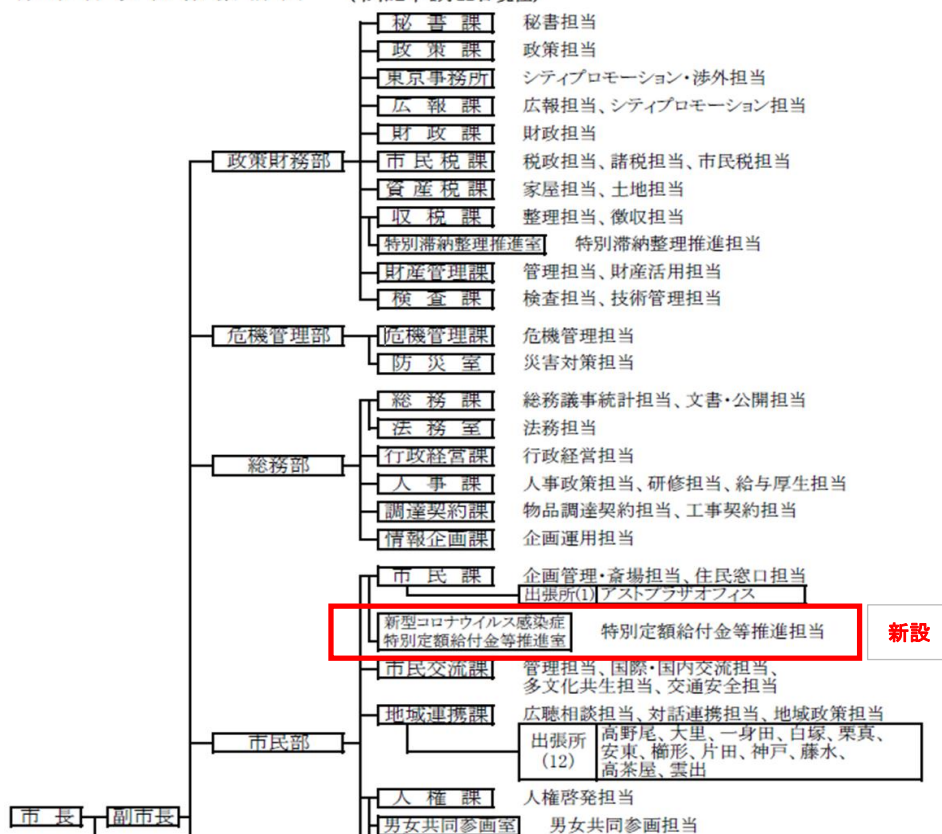 秘書課 秘書担当
政策課 政策担当
東京事務所 シティプロモーション・渉外担当
広報課 広報担当、シティプロモーション担当
財政課 財政担当
政策財務部 市民税課 税政担当、諸税担当、市民税担当
資産税課 家屋担当、土地担当
収税課 整理担当、徴収担当
特別滞納整理推進室 特別滞納整理推進担当
財産管理課 管理担当、財産活用担当
検査課 検査担当、技術管理担当
危機管理部 危機管理課 危機管理担当
防災室 災害対策担当
総務課 総務議事統計担当、文書・公開担当
法務室 法務担当
総務部 行政経営課 行政経営担当
人事課 人事政策担当、研修担当、給与厚生担当
調達契約課 物品調達契約担当、工事契約担当
情報企画課 企画運用担当
市民課 企画管理・斎場担当、住民窓口担当
出張所(1) アストプラザオフィス
新型コロナウイルス感染症
特別定額給付金等推進室 特別定額給付金等推進担当 新設
市民交流課 管理担当、国際・国内交流担当、
多文化共生担当、交通安全担当
地域連携課 広聴相談担当、対話連携担当、地域政策担当
市民部 出張所(12) 高野尾、大里、一身田、白塚、栗真、
安東、櫛形、片田、神戸、藤水、
高茶屋、雲出
人権課 人権啓発担当
市長 副市長 男女共同参画室 男女共同参画担当